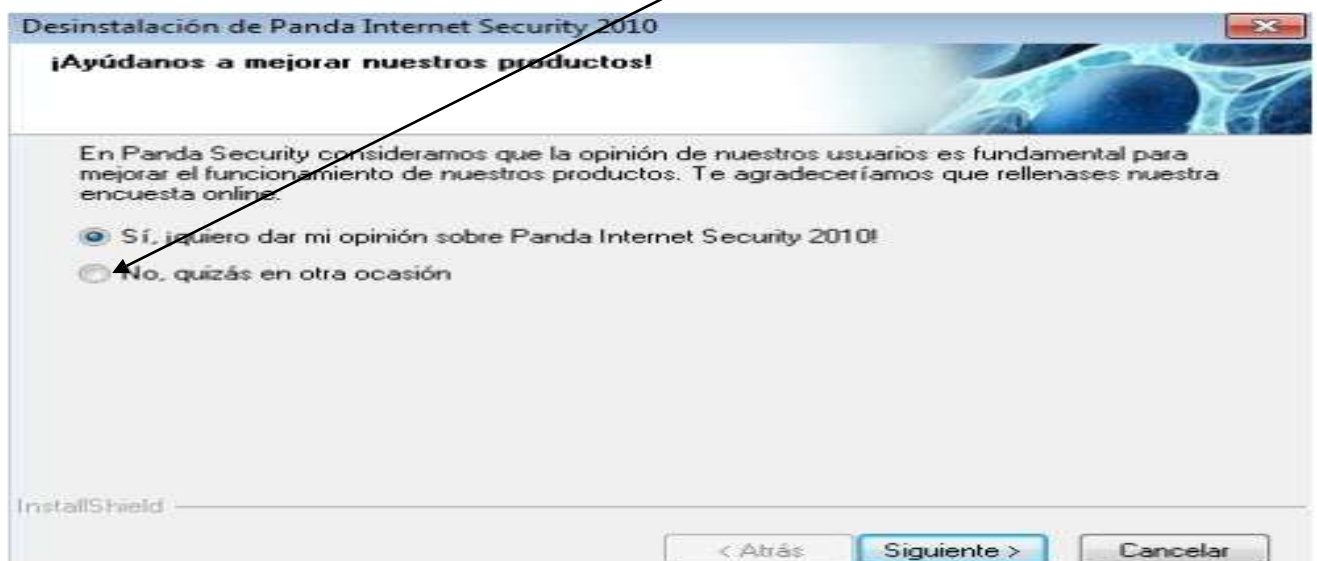 Desinstalación de Panda Internet Security 2010
¡Ayúdanos a mejorar nuestros productos!
En Panda Security consideramos que la opinión de nuestros usuarios es fundamental para
mejorar el funcionamiento de nuestros productos. Te agradeceríamos que rellenases nuestra
encuesta online.
Sí, ¡quiero dar mi opinión sobre Panda Internet Security 2010!
No, quizás en otra ocasión
InstallShield
< Atrás Siguiente > Cancelar